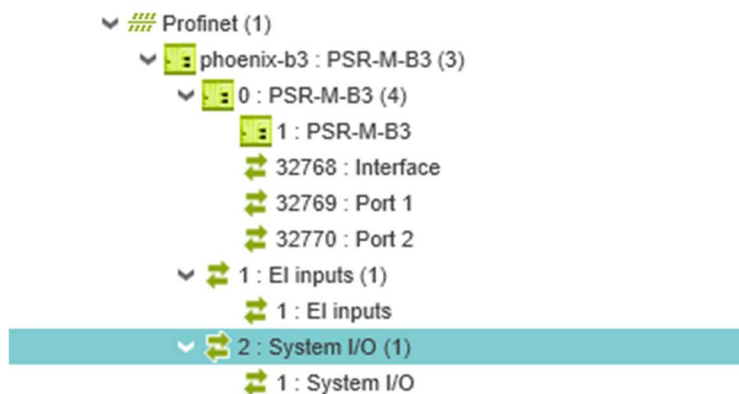 Profinet (1)
phoenix-b3 : PSR-M-B3 (3)
0 : PSR-M-B3 (4)
1 : PSR-M-B3
32768 : Interface
32769 : Port 1
32770 : Port 2
1 : EI inputs (1)
1 : EI inputs
2 : System I/O (1)
1 : System I/O